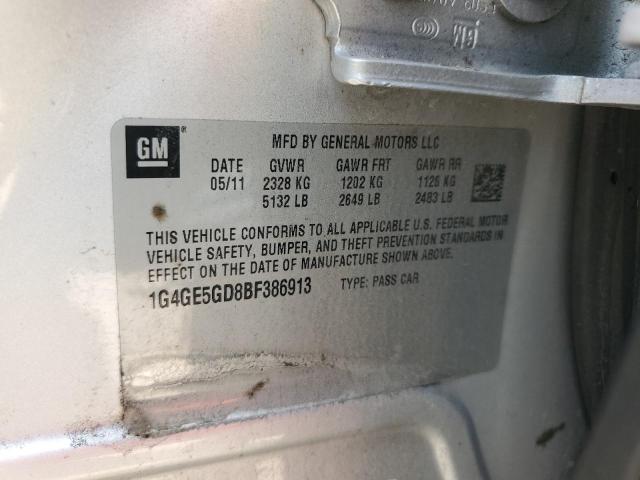 GM
MFD BY GENERAL MOTORS LLC
DATE GVWR GAWR FRT GAWR RR
05/11 2328 KG 1202 KG 1126 KG
5132 LB 2649 LB 2483 LB
THIS VEHICLE CONFORMS TO ALL APPLICABLE U.S. FEDERAL MOTOR
VEHICLE SAFETY, BUMPER, AND THEFT PREVENTION STANDARDS IN
EFFECT ON THE DATE OF MANUFACTURE SHOWN ABOVE.
1G4GE5GD8BF386913 TYPE: PASS CAR